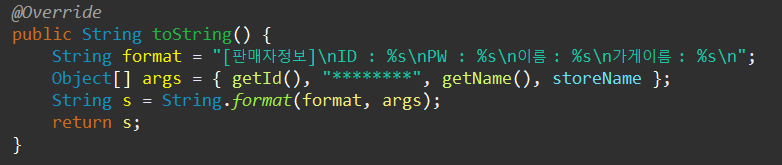 @Override
public String toString() {
String format = "[판매자정보]\nID : %s\nPW : %s\n이름 : %s\n가게이름 : %s\n";
Object[] args = { getId(), "********", getName(), storeName };
String s = String.format(format, args);
return s;
}